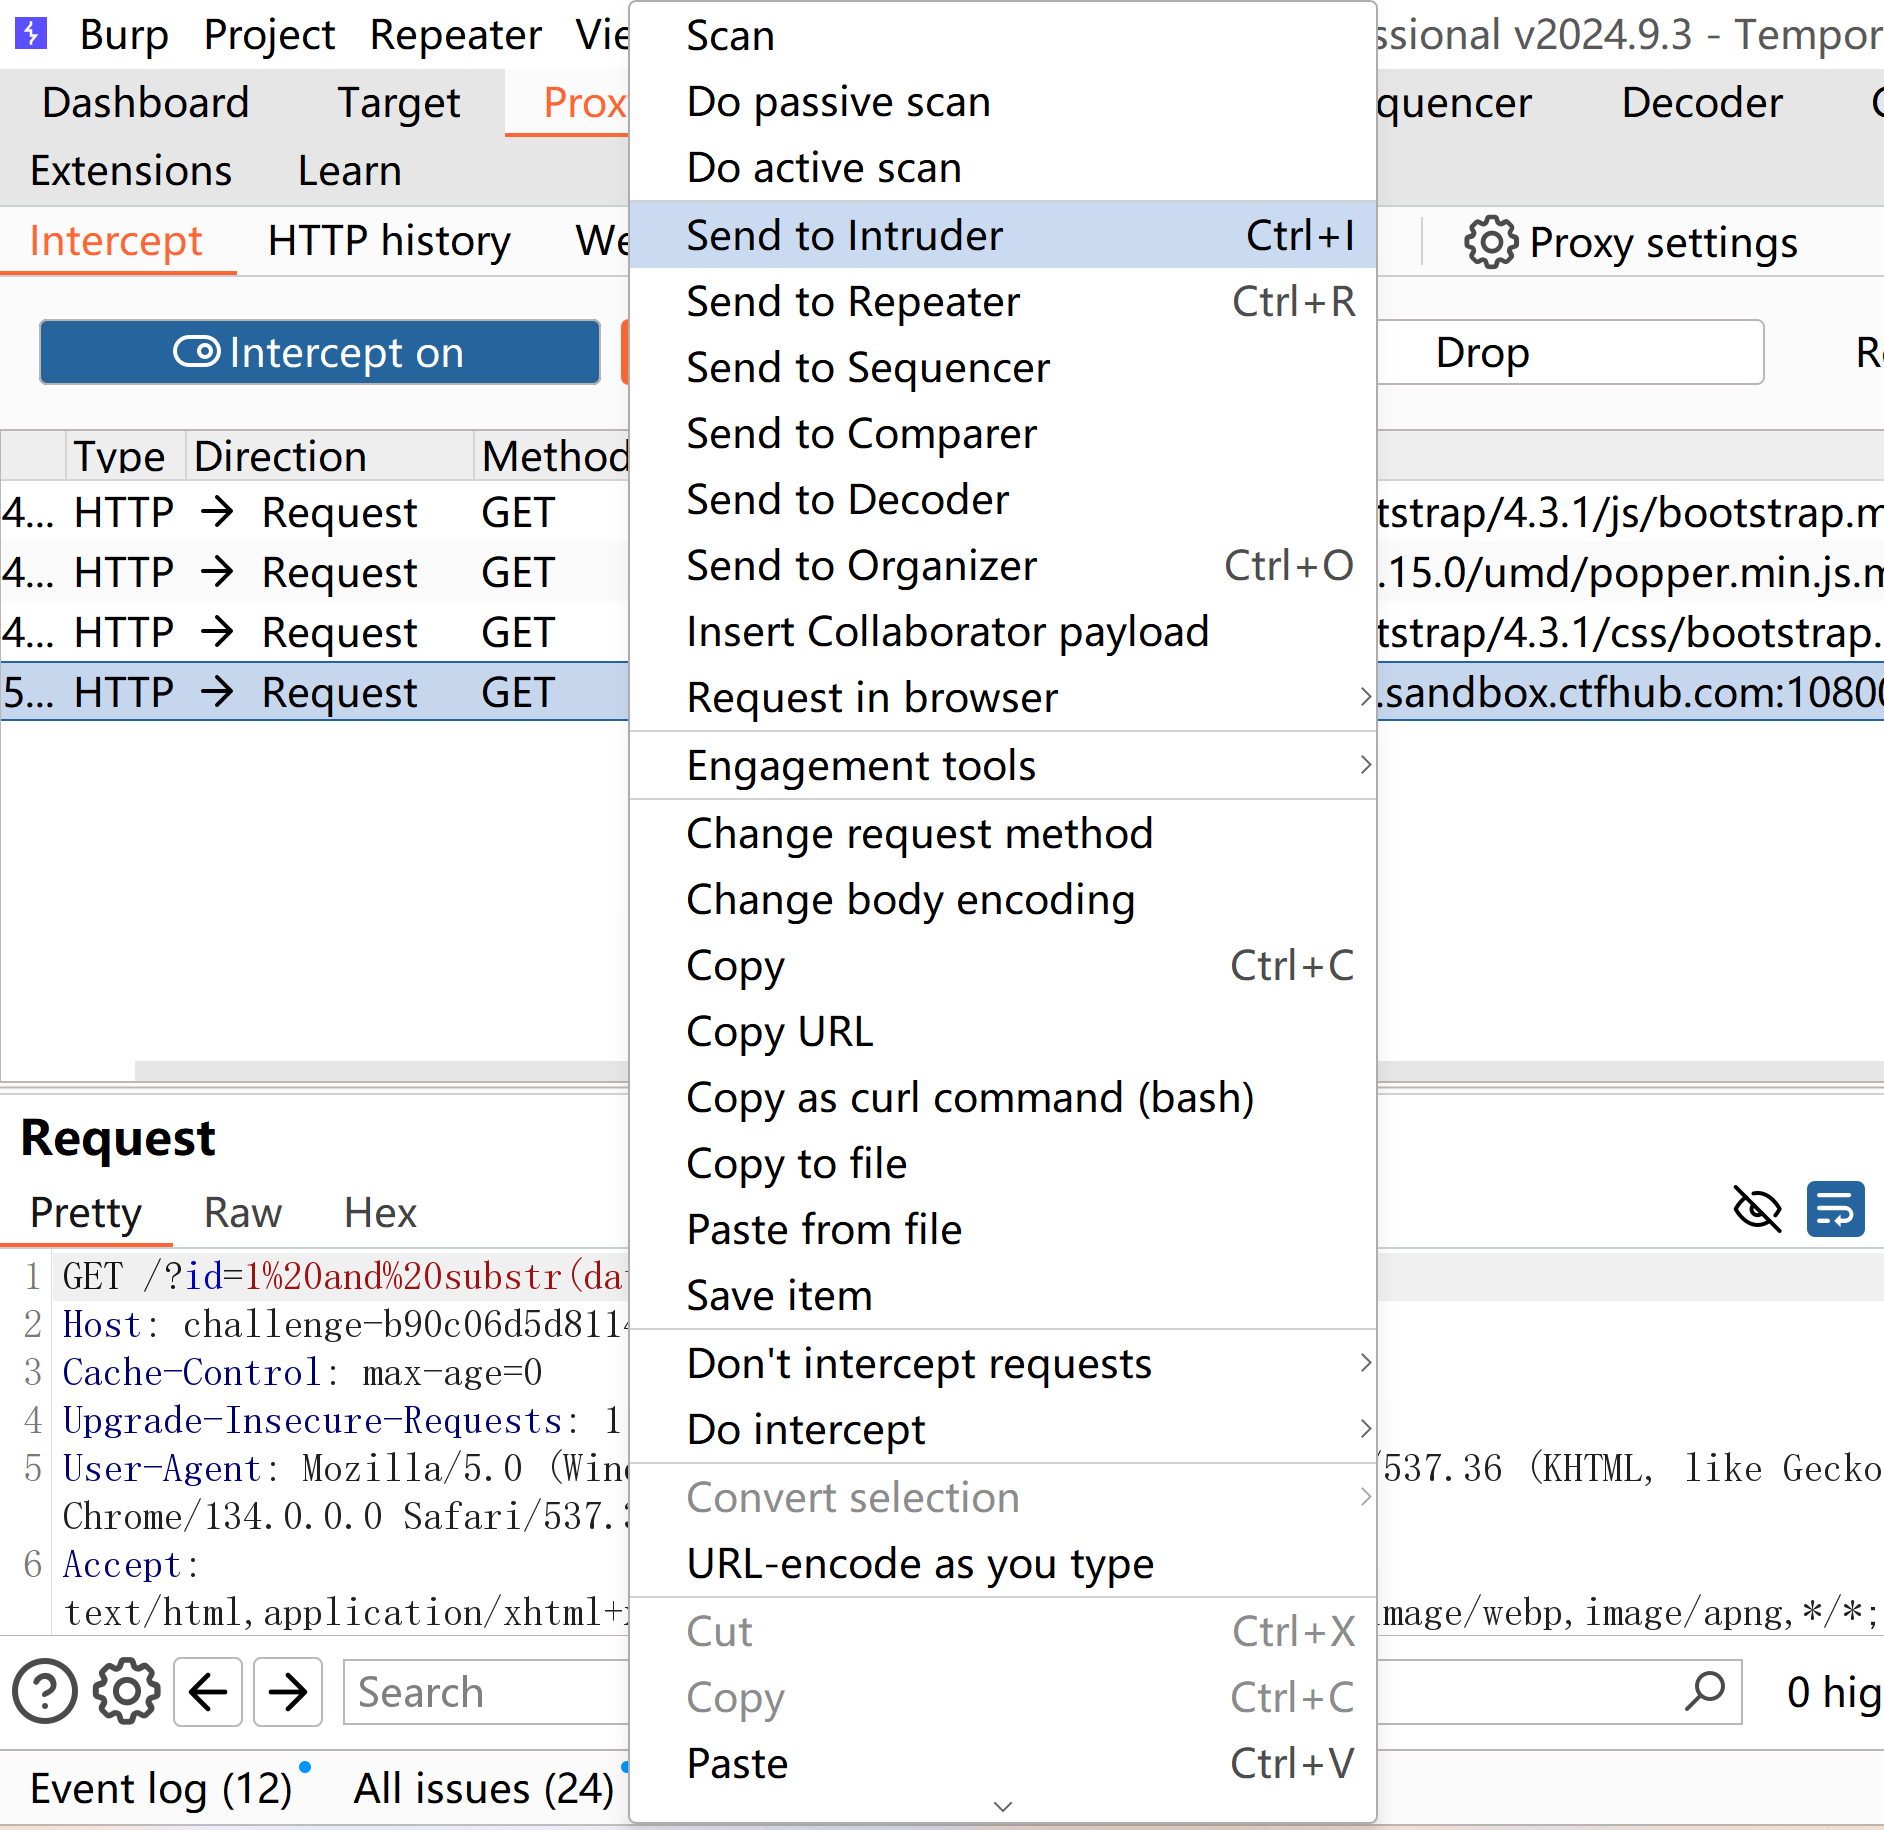 Burp Project Repeater Vie ssional v2024.9.3 - Tempor
Dashboard Target Prox quencer Decoder
Extensions Learn
Intercept HTTP history We Proxy settings
Intercept on Drop Re
Type Direction Method
4... HTTP → Request GET tstrap/4.3.1/js/bootstrap.m
4... HTTP → Request GET .15.0/umd/popper.min.js.m
4... HTTP → Request GET tstrap/4.3.1/css/bootstrap.
5... HTTP → Request GET .sandbox.ctfhub.com:10800
Scan
Do passive scan
Do active scan
Send to Intruder Ctrl+I
Send to Repeater Ctrl+R
Send to Sequencer
Send to Comparer
Send to Decoder
Send to Organizer Ctrl+O
Insert Collaborator payload
Request in browser
Engagement tools
Change request method
Change body encoding
Copy Ctrl+C
Copy URL
Copy as curl command (bash)
Copy to file
Paste from file
Save item
Don't intercept requests
Do intercept
Convert selection
URL-encode as you type
Cut Ctrl+X
Copy Ctrl+C
Paste Ctrl+V
Request
Pretty Raw Hex
1 GET /?id=1%20and%20substr(da
2 Host: challenge-b90c06d5d8114
3 Cache-Control: max-age=0
4 Upgrade-Insecure-Requests: 1
5 User-Agent: Mozilla/5.0 (Win /537.36 (KHTML, like Gecko
Chrome/134.0.0.0 Safari/537.3
6 Accept:
text/html,application/xhtml+ mage/webp,image/apng,*/*;
Search 0 hig
Event log (12) All issues (24)